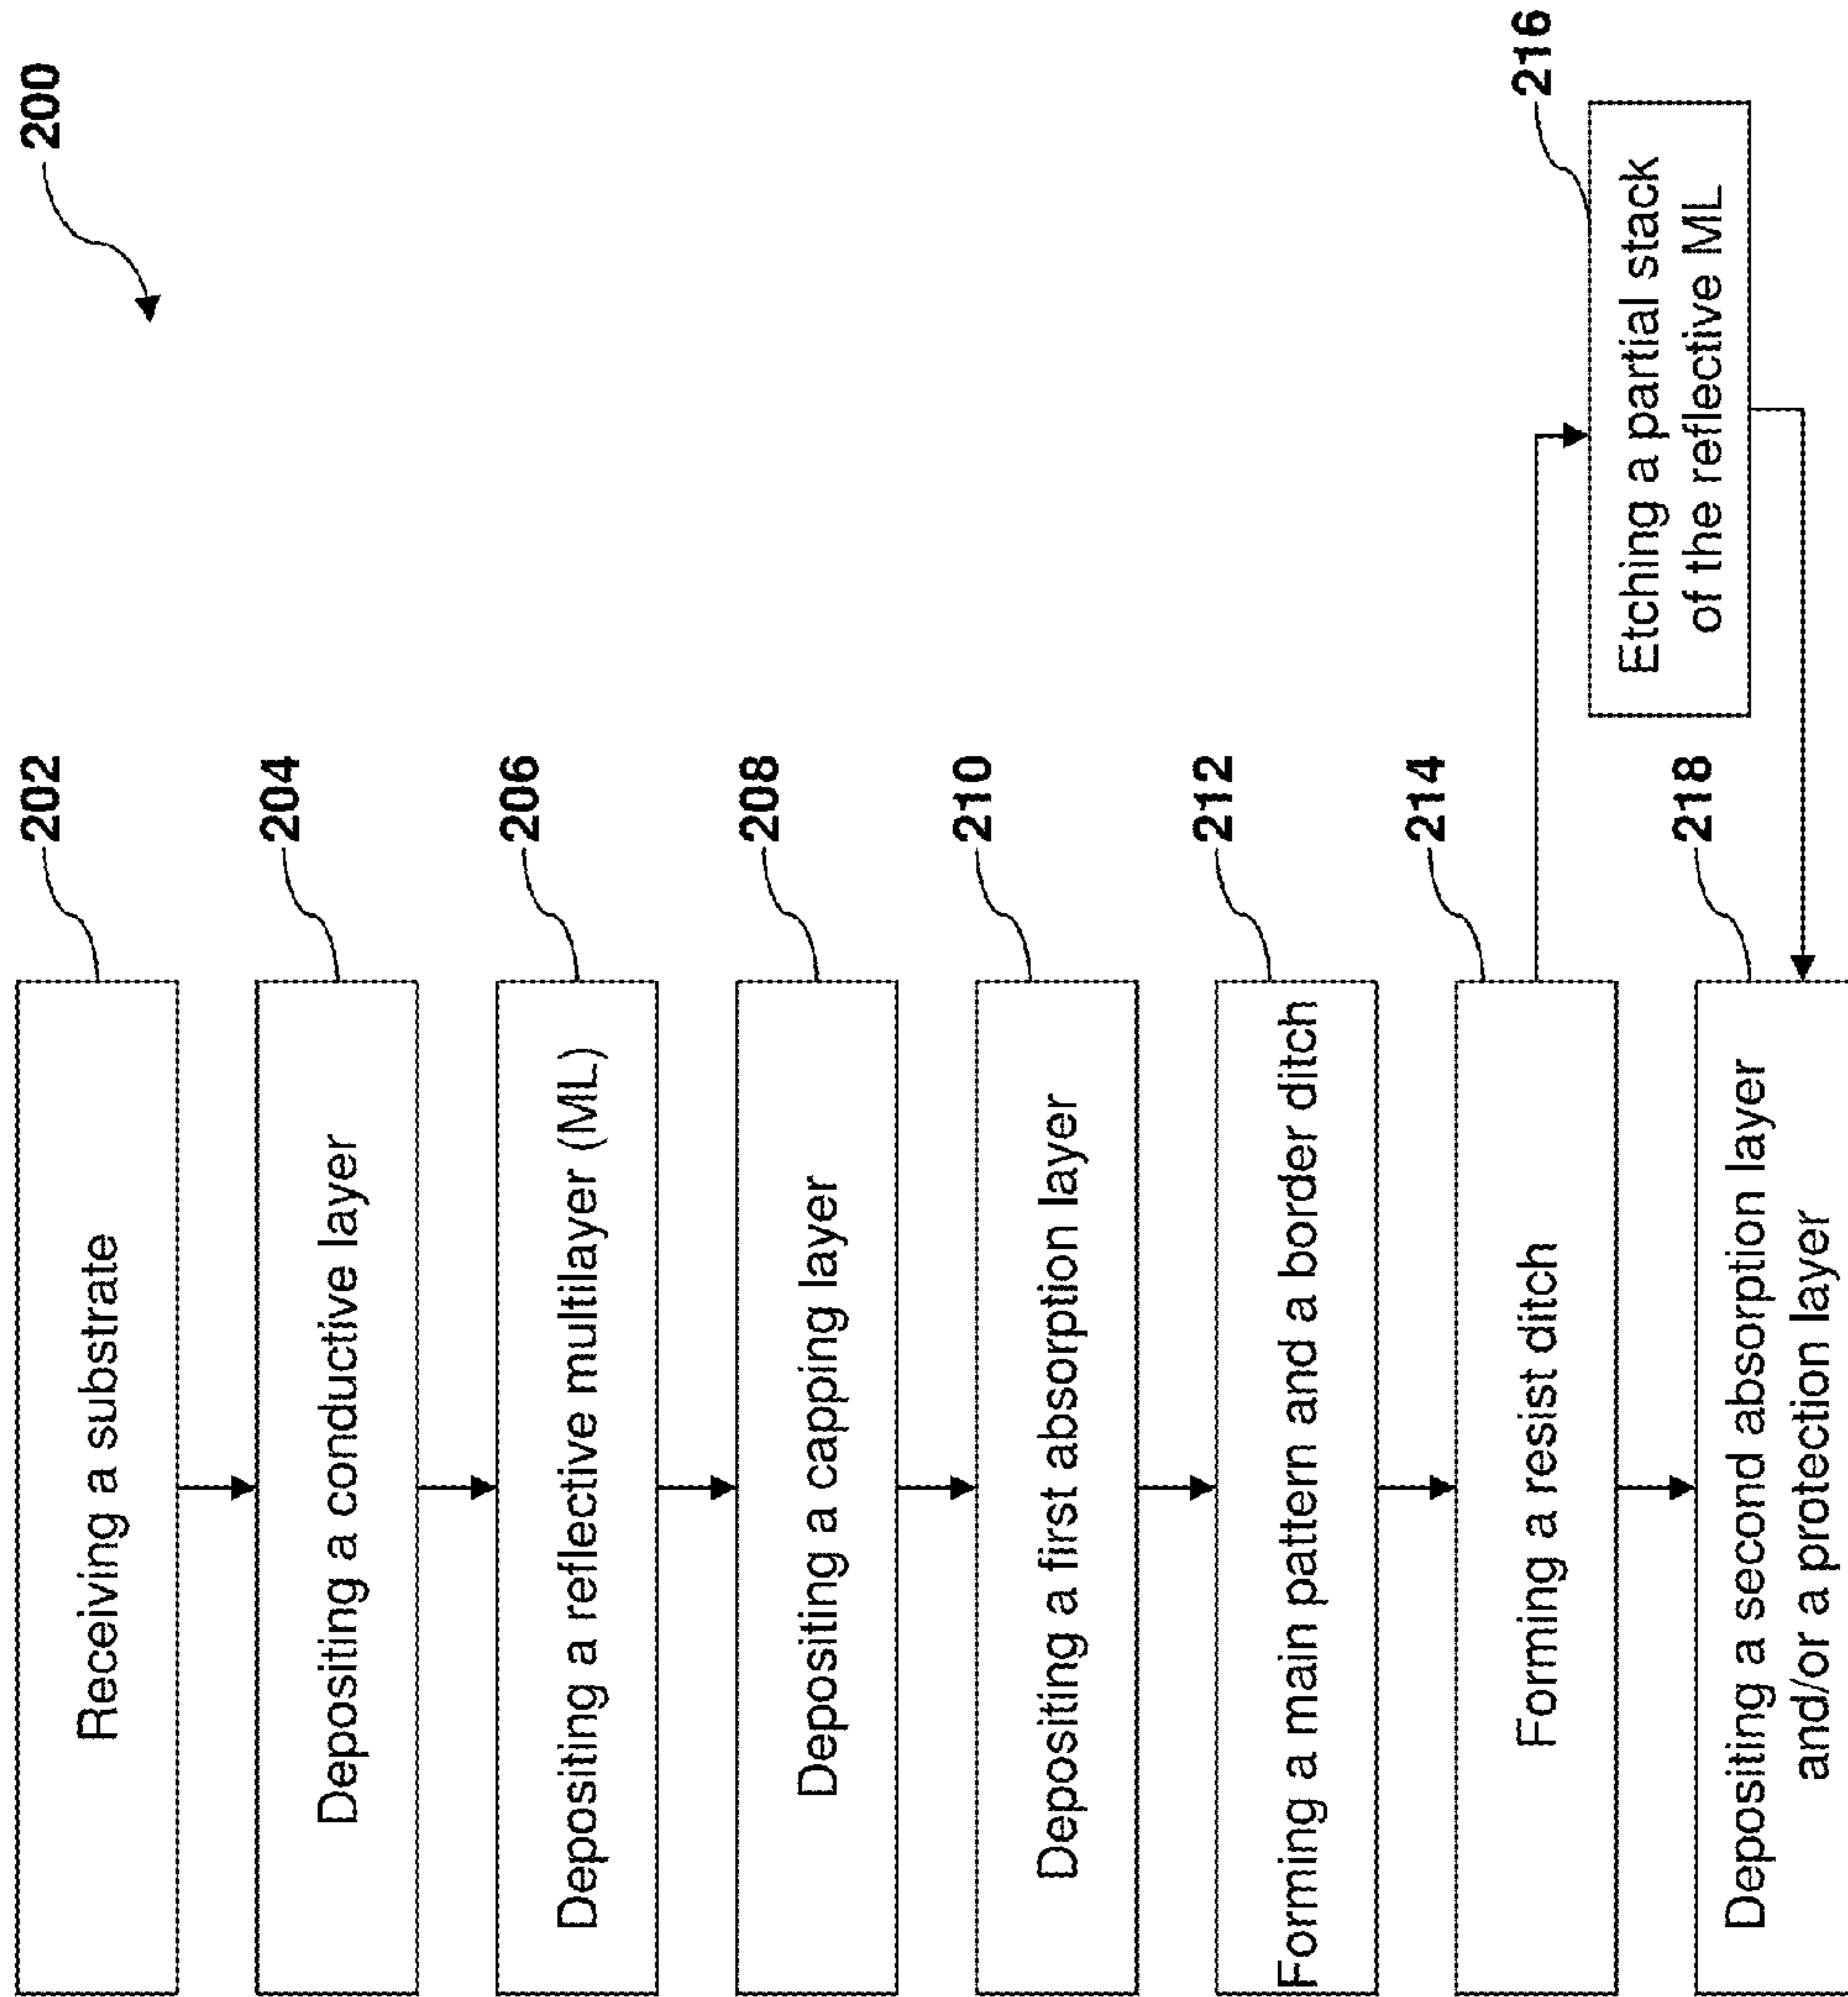 200
202
Receiving a substrate
204
Depositing a conductive layer
206
Depositing a reflective multilayer (ML)
208
Depositing a capping layer
210
Depositing a first absorption layer
212
Forming a main pattern and a border ditch
214
Forming a resist ditch
216
Etching a partial stack
of the reflective ML
218
Depositing a second absorption layer
and/or a protection layer